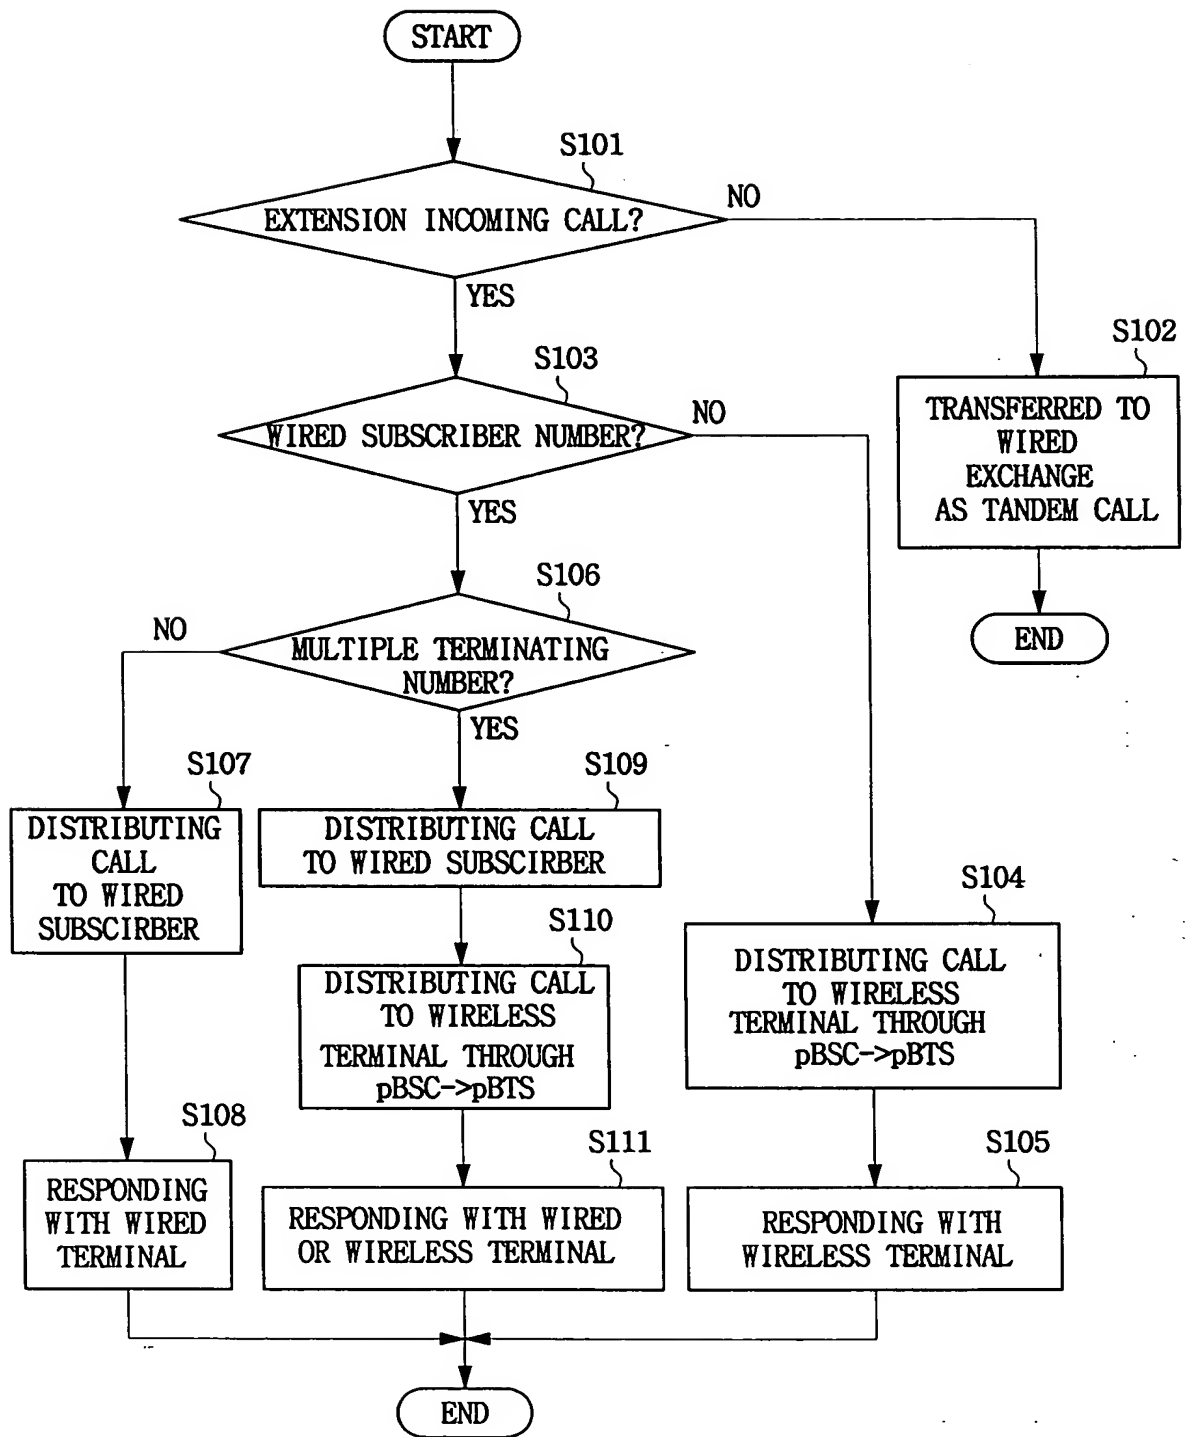 START
S101
EXTENSION INCOMING CALL?
NO
YES
S102
TRANSFERRED TO
WIRED
EXCHANGE
AS TANDEM CALL
END
S103
WIRED SUBSCRIBER NUMBER?
NO
YES
S106
MULTIPLE TERMINATING
NUMBER?
NO
YES
S107
DISTRIBUTING
CALL
TO WIRED
SUBSCIRBER
S109
DISTRIBUTING CALL
TO WIRED SUBSCIRBER
S104
DISTRIBUTING CALL
TO WIRELESS
TERMINAL THROUGH
pBSC->pBTS
S110
DISTRIBUTING CALL
TO WIRELESS
TERMINAL THROUGH
pBSC->pBTS
S108
RESPONDING
WITH WIRED
TERMINAL
S111
RESPONDING WITH WIRED
OR WIRELESS TERMINAL
S105
RESPONDING WITH
WIRELESS TERMINAL
END